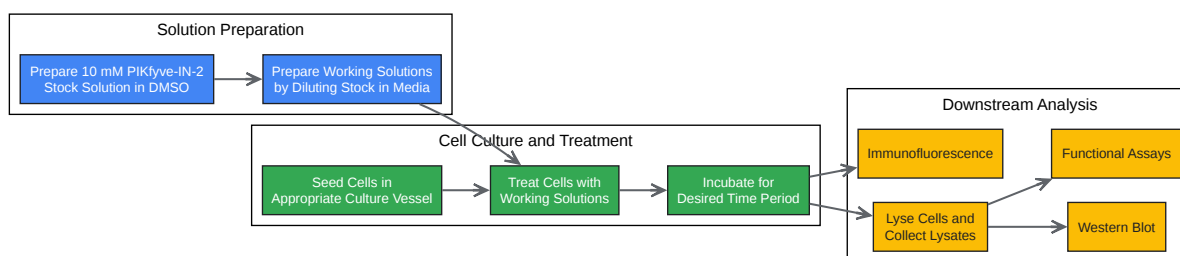 Solution Preparation
Prepare 10 mM PIKfyve-IN-2
Stock Solution in DMSO
Prepare Working Solutions
by Diluting Stock in Media
Cell Culture and Treatment
Seed Cells in
Appropriate Culture Vessel
Treat Cells with
Working Solutions
Incubate for
Desired Time Period
Downstream Analysis
Immunofluorescence
Functional Assays
Lyse Cells and
Collect Lysates
Western Blot